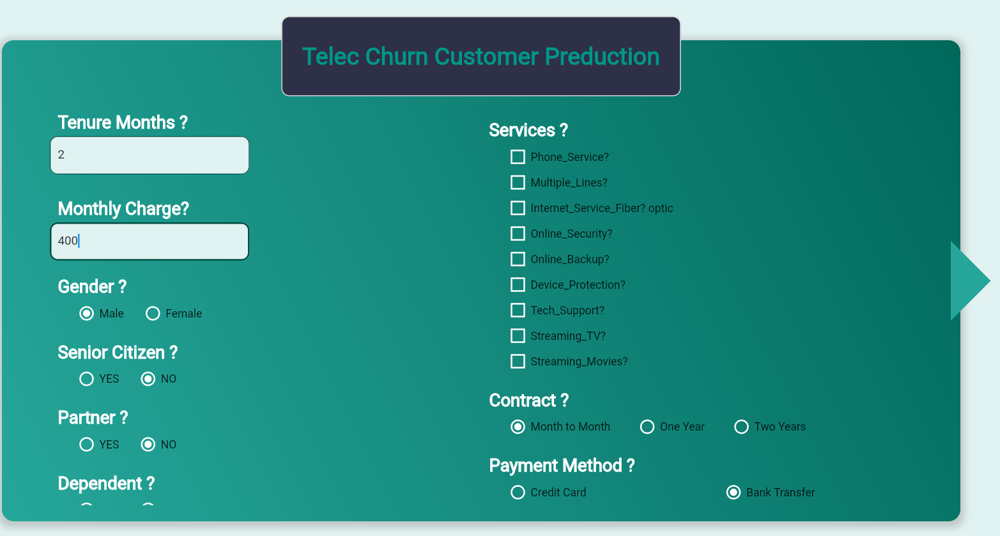 Telec Churn Customer Preduction
Tenure Months ?
2
Monthly Charge?
400
Gender ?
Male Female
Senior Citizen ?
YES NO
Partner ?
YES NO
Dependent ?
Services ?
Phone_Service?
Multiple_Lines?
Internet_Service_Fiber? optic
Online_Security?
Online_Backup?
Device_Protection?
Tech_Support?
Streaming_TV?
Streaming_Movies?
Contract ?
Month to Month One Year Two Years
Payment Method ?
Credit Card Bank Transfer